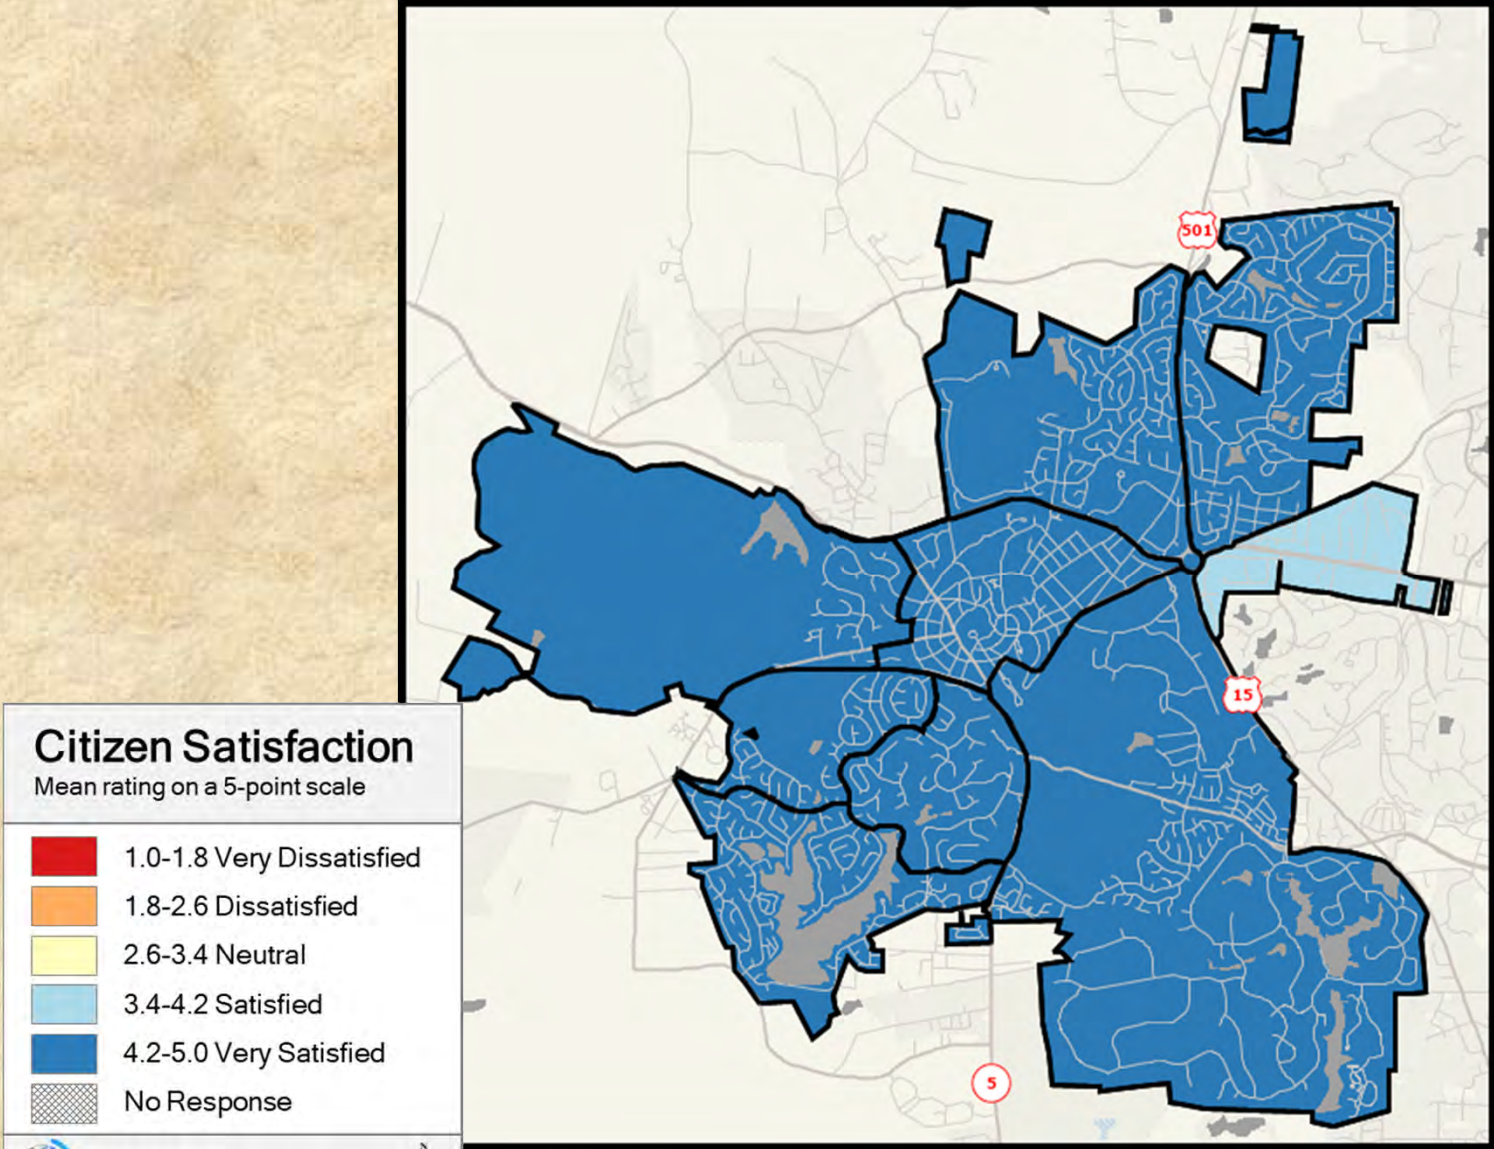 501
15
5
Citizen Satisfaction
Mean rating on a 5-point scale
1.0-1.8 Very Dissatisfied
1.8-2.6 Dissatisfied
2.6-3.4 Neutral
3.4-4.2 Satisfied
4.2-5.0 Very Satisfied
No Response